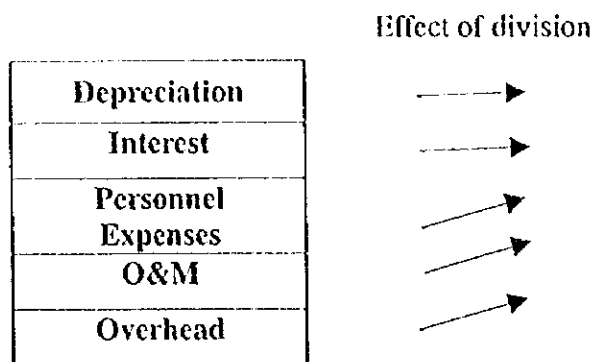 Effect of division
Depreciation
Interest
Personnel
Expenses
O&M
Overhead